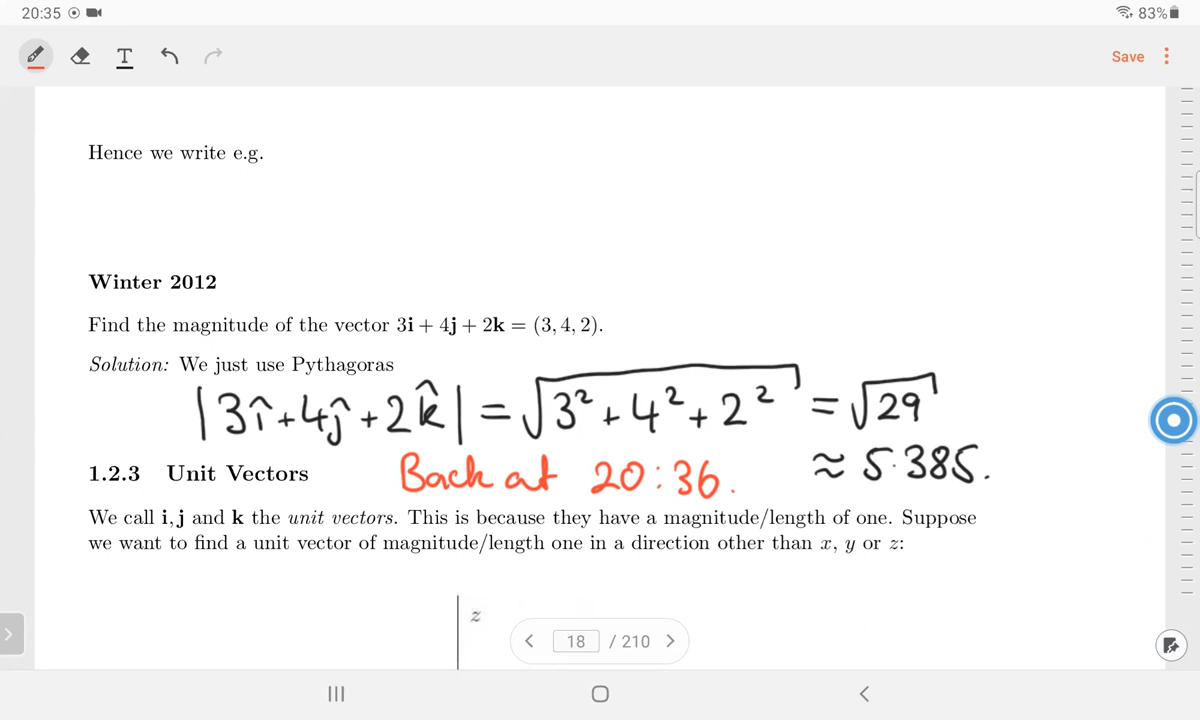 20:35 83%
T Save
Hence we write e.g.
Winter 2012
Find the magnitude of the vector 3i + 4j + 2k = (3, 4, 2).
Solution: We just use Pythagoras
|3î+4ĵ+2k̂| = √(3²+4²+2²) = √29
≈ 5.385.
1.2.3 Unit Vectors
Back at 20:36.
We call i, j and k the unit vectors. This is because they have a magnitude/length of one. Suppose
we want to find a unit vector of magnitude/length one in a direction other than x, y or z:
z
< 18 / 210 >